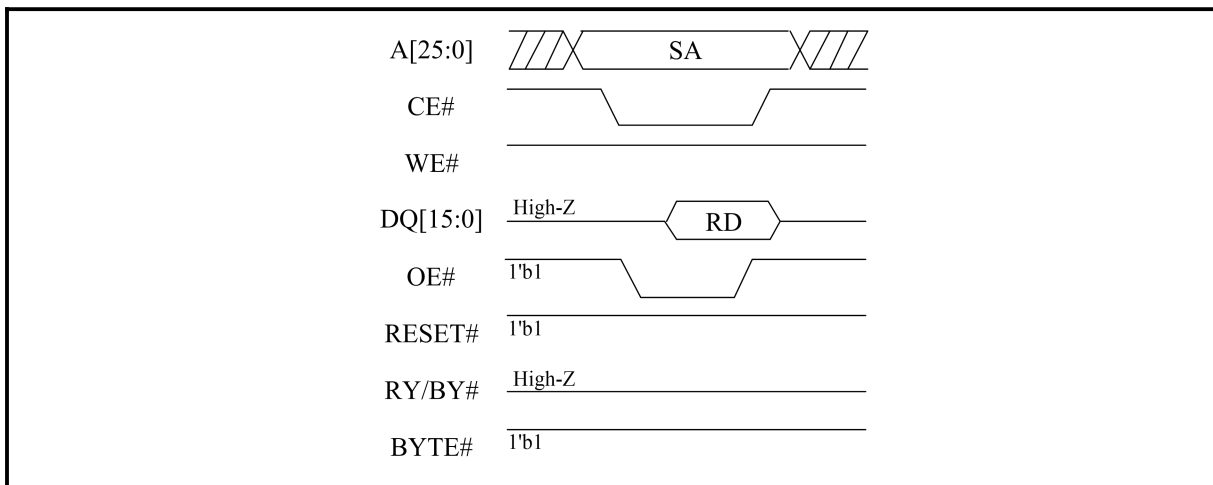 A[25:0] SA
CE#
WE#
DQ[15:0] High-Z RD
OE# 1'b1
RESET# 1'b1
RY/BY# High-Z
BYTE# 1'b1